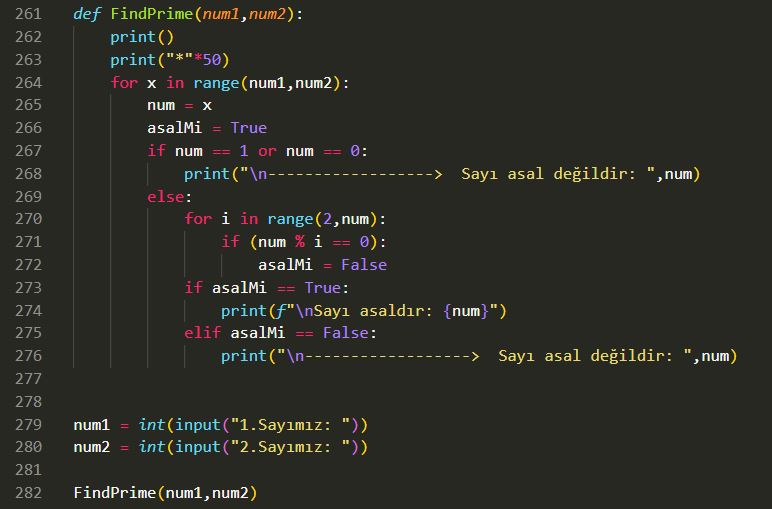 261 def FindPrime(num1,num2):
262     print()
263     print("*"*50)
264     for x in range(num1,num2):
265         num = x
266         asalMi = True
267         if num == 1 or num == 0:
268             print("\n------------------> Sayı asal değildir: ",num)
269         else:
270             for i in range(2,num):
271                 if (num % i == 0):
272                     asalMi = False
273             if asalMi == True:
274                 print(f"\nSayı asaldır: {num}")
275             elif asalMi == False:
276                 print("\n------------------> Sayı asal değildir: ",num)
277
278
279 num1 = int(input("1.Sayımız: "))
280 num2 = int(input("2.Sayımız: "))
281
282 FindPrime(num1,num2)